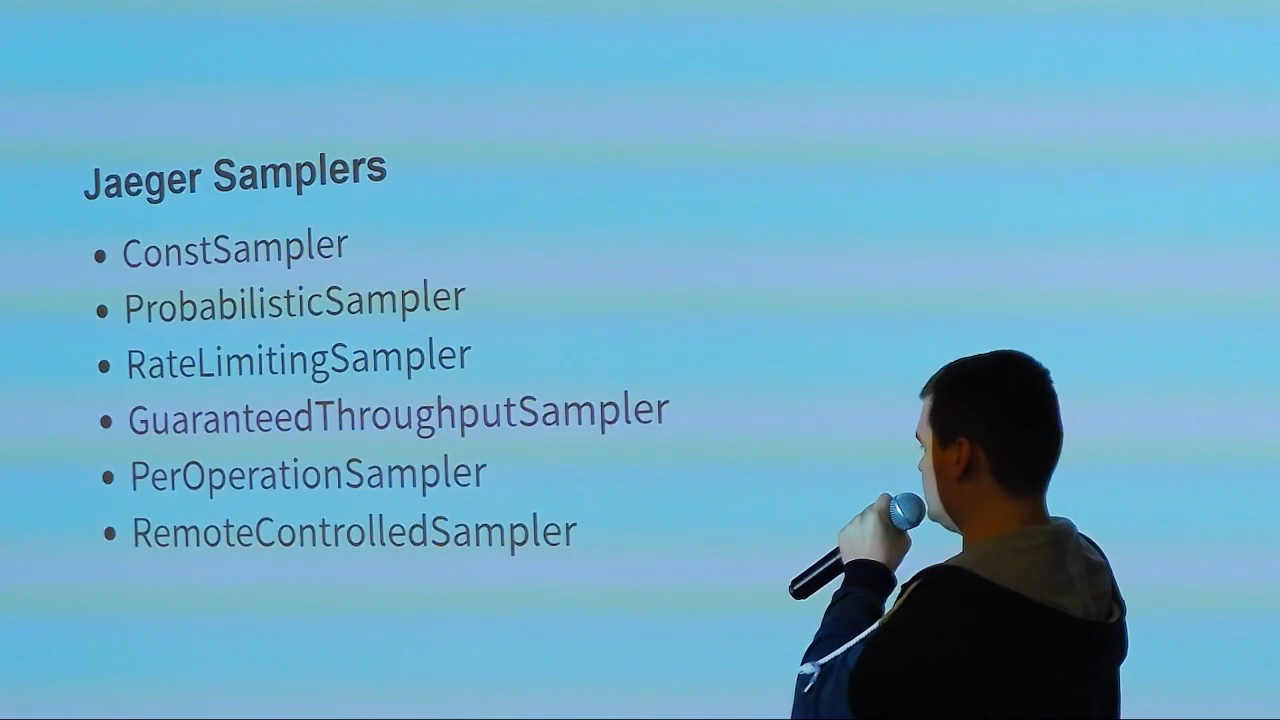 Jaeger Samplers
• ConstSampler
• ProbabilisticSampler
• RateLimitingSampler
• GuaranteedThroughputSampler
• PerOperationSampler
• RemoteControlledSampler